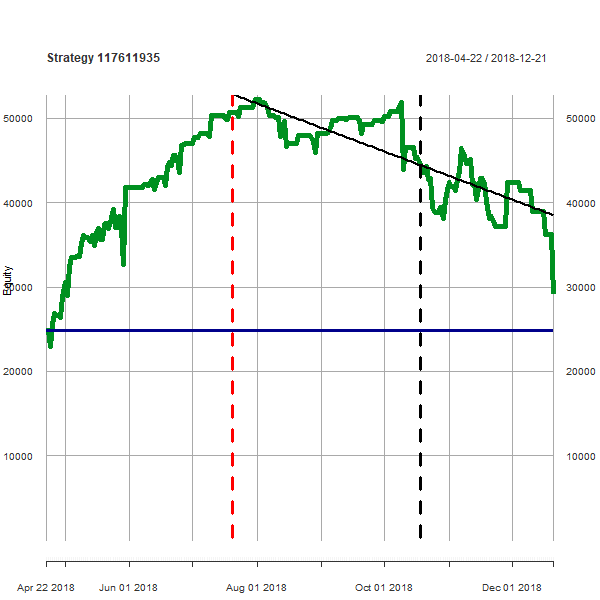 Strategy 117611935 2018-04-22 / 2018-12-21
50000 50000
40000 40000
Equity
30000 30000
20000 20000
10000 10000
Apr 22 2018 Jun 01 2018 Aug 01 2018 Oct 01 2018 Dec 01 2018